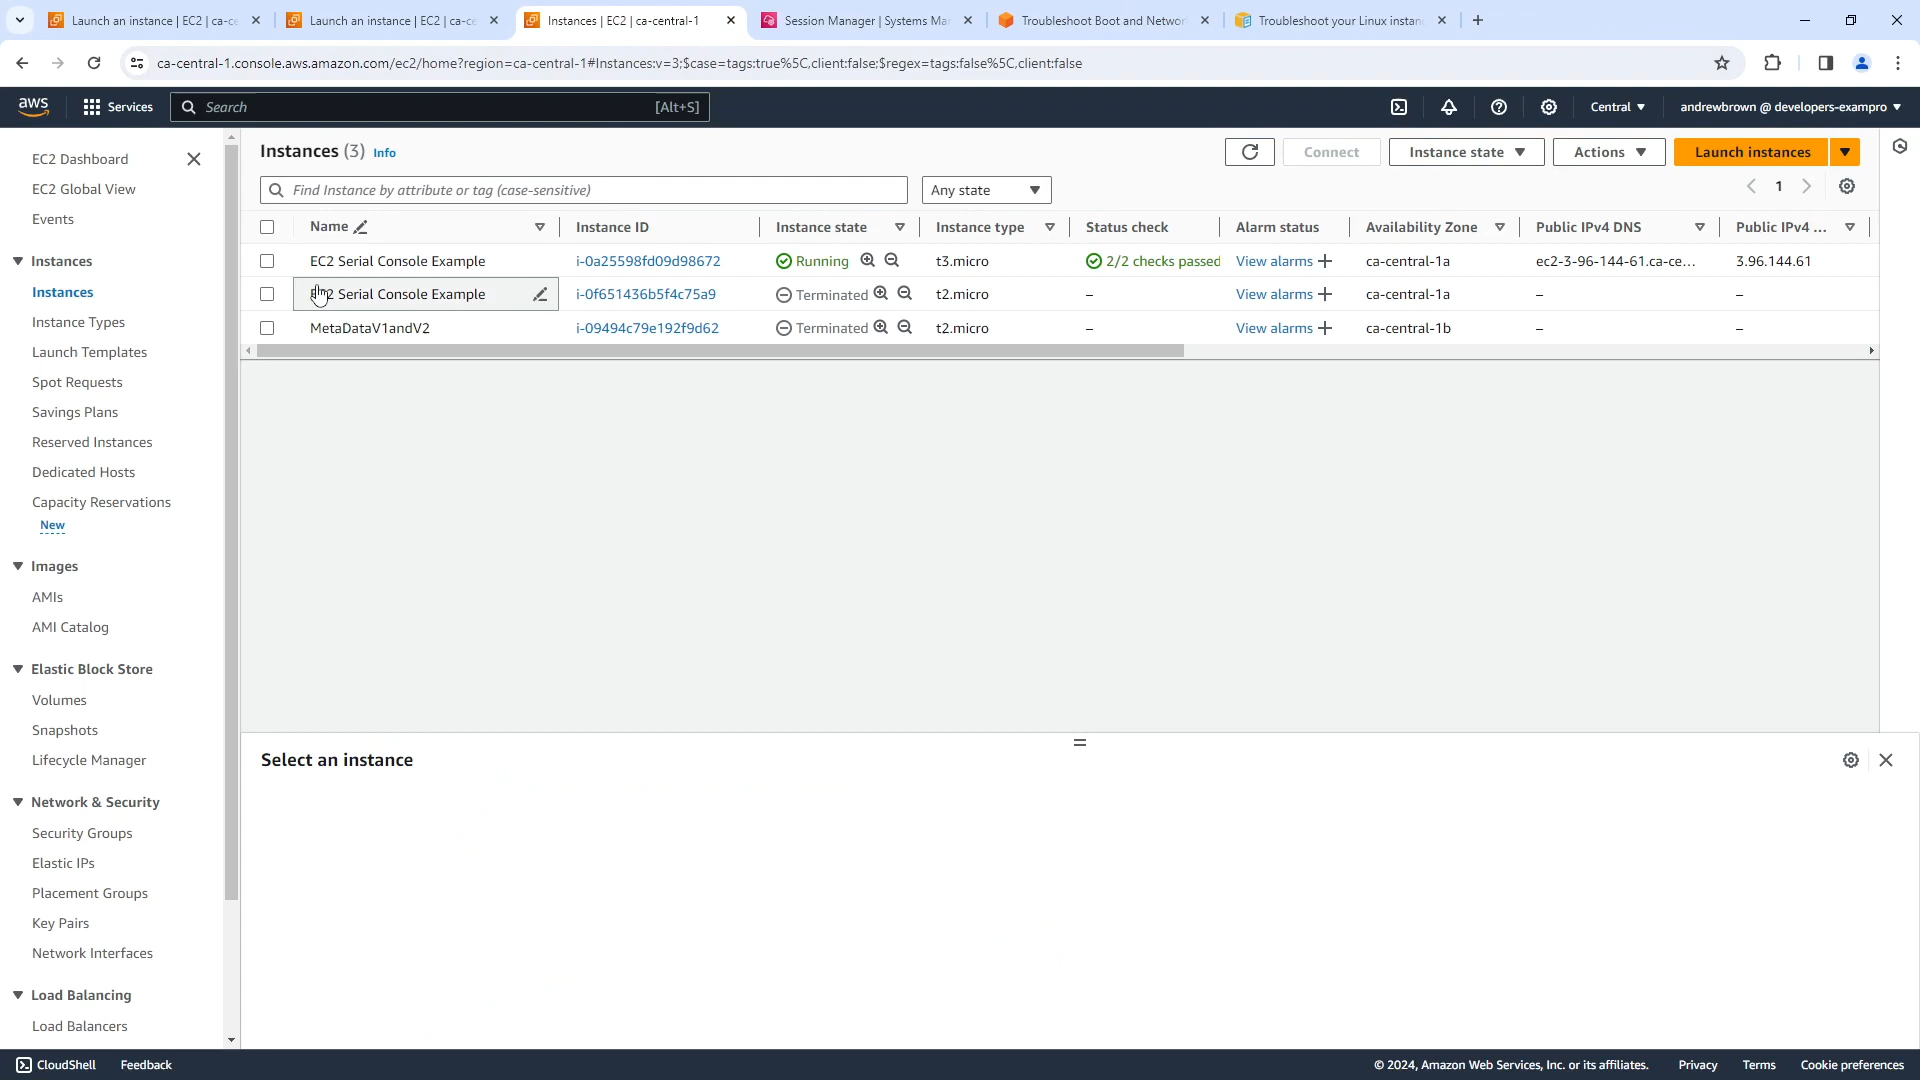 Launch an instance | EC2 | ca-ce
Launch an instance | EC2 | ca-ce
Instances | EC2 | ca-central-1
Session Manager | Systems Ma
Troubleshoot Boot and Networ
Troubleshoot your Linux instan
ca-central-1.console.aws.amazon.com/ec2/home?region=ca-central-1#Instances:v=3;$case=tags:true%5C,client:false;$regex=tags:false%5C,client:false
aws
Services
Search
[Alt+S]
Central
andrewbrown @ developers-exampro
EC2 Dashboard
EC2 Global View
Events
Instances
Instances
Instance Types
Launch Templates
Spot Requests
Savings Plans
Reserved Instances
Dedicated Hosts
Capacity Reservations
New
Images
AMIs
AMI Catalog
Elastic Block Store
Volumes
Snapshots
Lifecycle Manager
Network & Security
Security Groups
Elastic IPs
Placement Groups
Key Pairs
Network Interfaces
Load Balancing
Load Balancers
Instances (3) Info
Connect
Instance state
Actions
Launch instances
Find Instance by attribute or tag (case-sensitive)
Any state
1
Name Instance ID Instance state Instance type Status check Alarm status Availability Zone Public IPv4 DNS Public IPv4 ...
EC2 Serial Console Example i-0a25598fd09d98672 Running t3.micro 2/2 checks passed View alarms + ca-central-1a ec2-3-96-144-61.ca-ce... 3.96.144.61
Serial Console Example i-0f651436b5f4c75a9 Terminated t2.micro – View alarms + ca-central-1a – –
MetaDataV1andV2 i-09494c79e192f9d62 Terminated t2.micro – View alarms + ca-central-1b – –
Select an instance
CloudShell
Feedback
© 2024, Amazon Web Services, Inc. or its affiliates.
Privacy
Terms
Cookie preferences